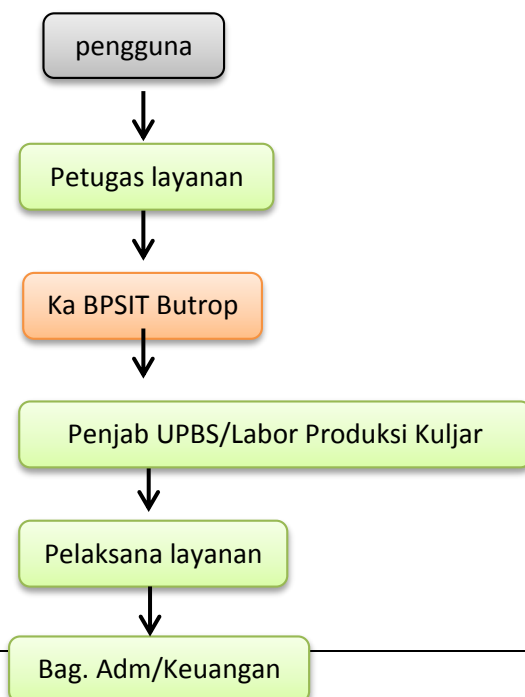 pengguna
Petugas layanan
Ka BPSIT Butrop
Penjab UPBS/Labor Produksi Kuljar
Pelaksana layanan
Bag. Adm/Keuangan